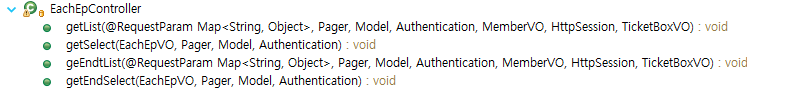 EachEpController
getList(@RequestParam Map<String, Object>, Pager, Model, Authentication, MemberVO, HttpSession, TicketBoxVO) : void
getSelect(EachEpVO, Pager, Model, Authentication) : void
getEndtList(@RequestParam Map<String, Object>, Pager, Model, Authentication, MemberVO, HttpSession, TicketBoxVO) : void
getEndSelect(EachEpVO, Pager, Model, Authentication) : void